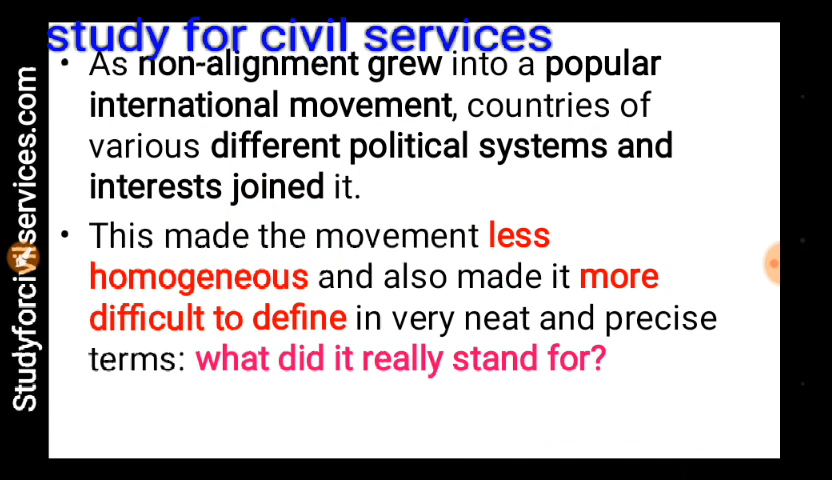 study for civil services
• As non-alignment grew into a popular
international movement, countries of
various different political systems and
interests joined it.
• This made the movement less
homogeneous and also made it more
difficult to define in very neat and precise
terms: what did it really stand for?
Studyforcivilservices.com